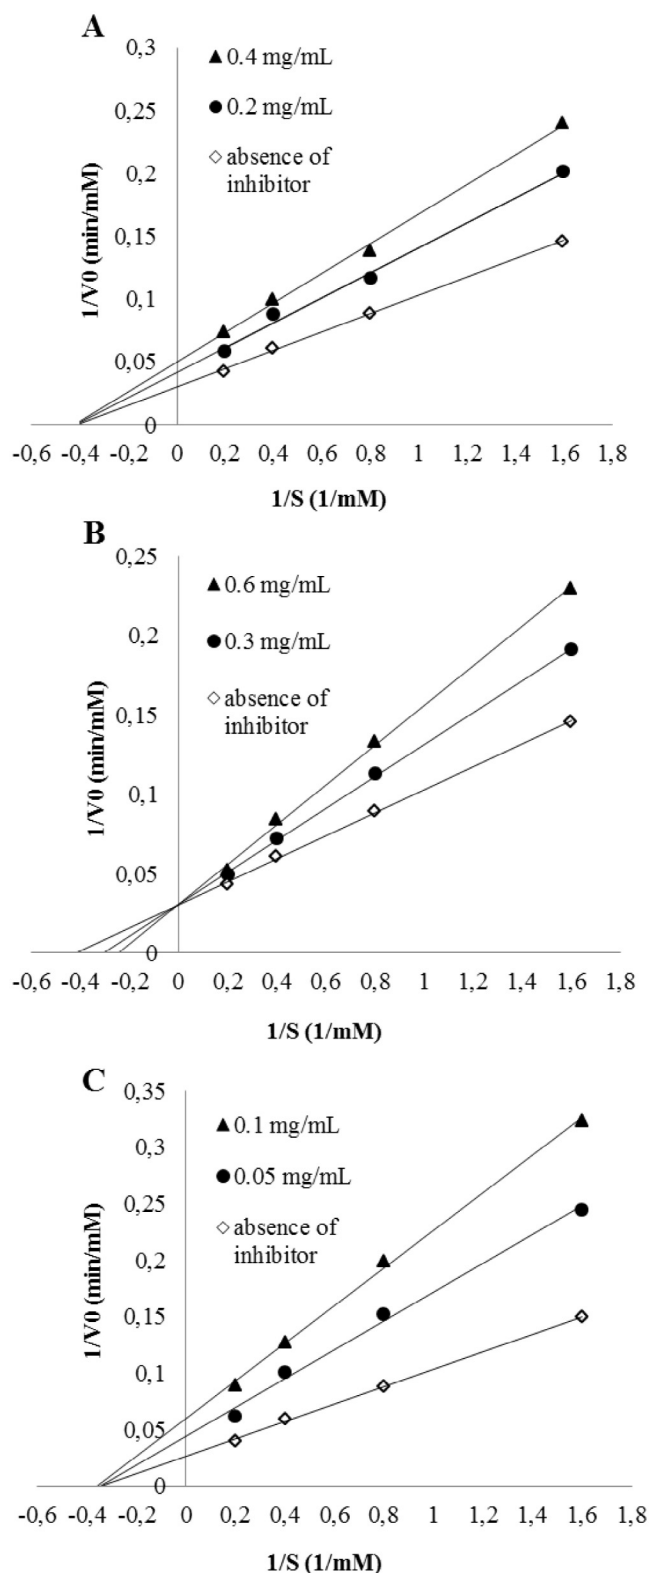 A
0,3
▲ 0.4 mg/mL
0,25
● 0.2 mg/mL
0,2
◇ absence of
inhibitor
0,15
0,1
0,05
0
1/V0 (min/mM)
-0,6 -0,4 -0,2 0 0,2 0,4 0,6 0,8 1 1,2 1,4 1,6 1,8
1/S (1/mM)
B
0,25
▲ 0.6 mg/mL
0,2
● 0.3 mg/mL
◇ absence of
inhibitor
0,15
0,1
0,05
0
1/V0 (min/mM)
-0,6 -0,4 -0,2 0 0,2 0,4 0,6 0,8 1 1,2 1,4 1,6 1,8
1/S (1/mM)
C
0,35
▲ 0.1 mg/mL
0,3
● 0.05 mg/mL
0,25
◇ absence of
inhibitor
0,2
0,15
0,1
0,05
0
1/V0 (min/mM)
-0,6 -0,4 -0,2 0 0,2 0,4 0,6 0,8 1 1,2 1,4 1,6 1,8
1/S (1/mM)